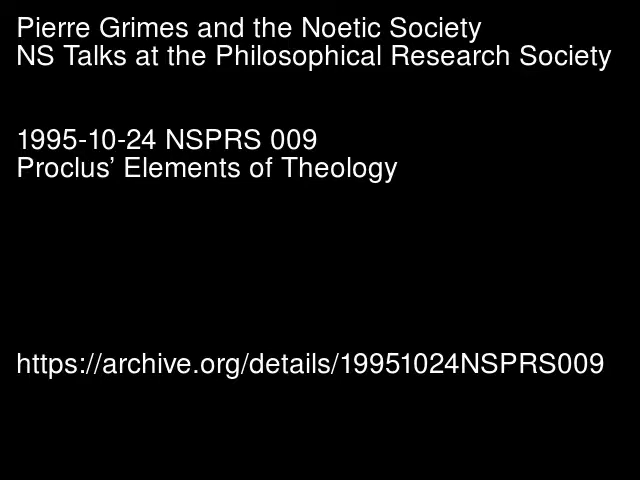 Pierre Grimes and the Noetic Society
NS Talks at the Philosophical Research Society
1995-10-24 NSPRS 009
Proclus’ Elements of Theology
https://archive.org/details/19951024NSPRS009